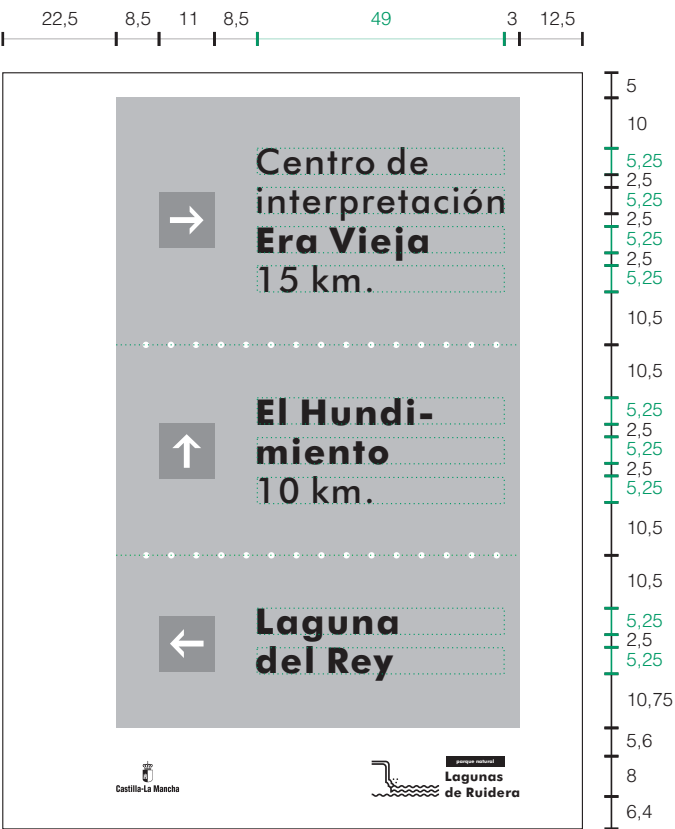 22,5 8,5 11 8,5 49 3 12,5
5
10
5,25
2,5
5,25
2,5
5,25
2,5
5,25
10,5
10,5
5,25
2,5
5,25
2,5
5,25
10,5
10,5
5,25
2,5
5,25
10,75
5,6
8
6,4
Centro de
interpretación
Era Vieja
15 km.
El Hundi-
miento
10 km.
Laguna
del Rey
Castilla-La Mancha
parque natural
Lagunas
de Ruidera